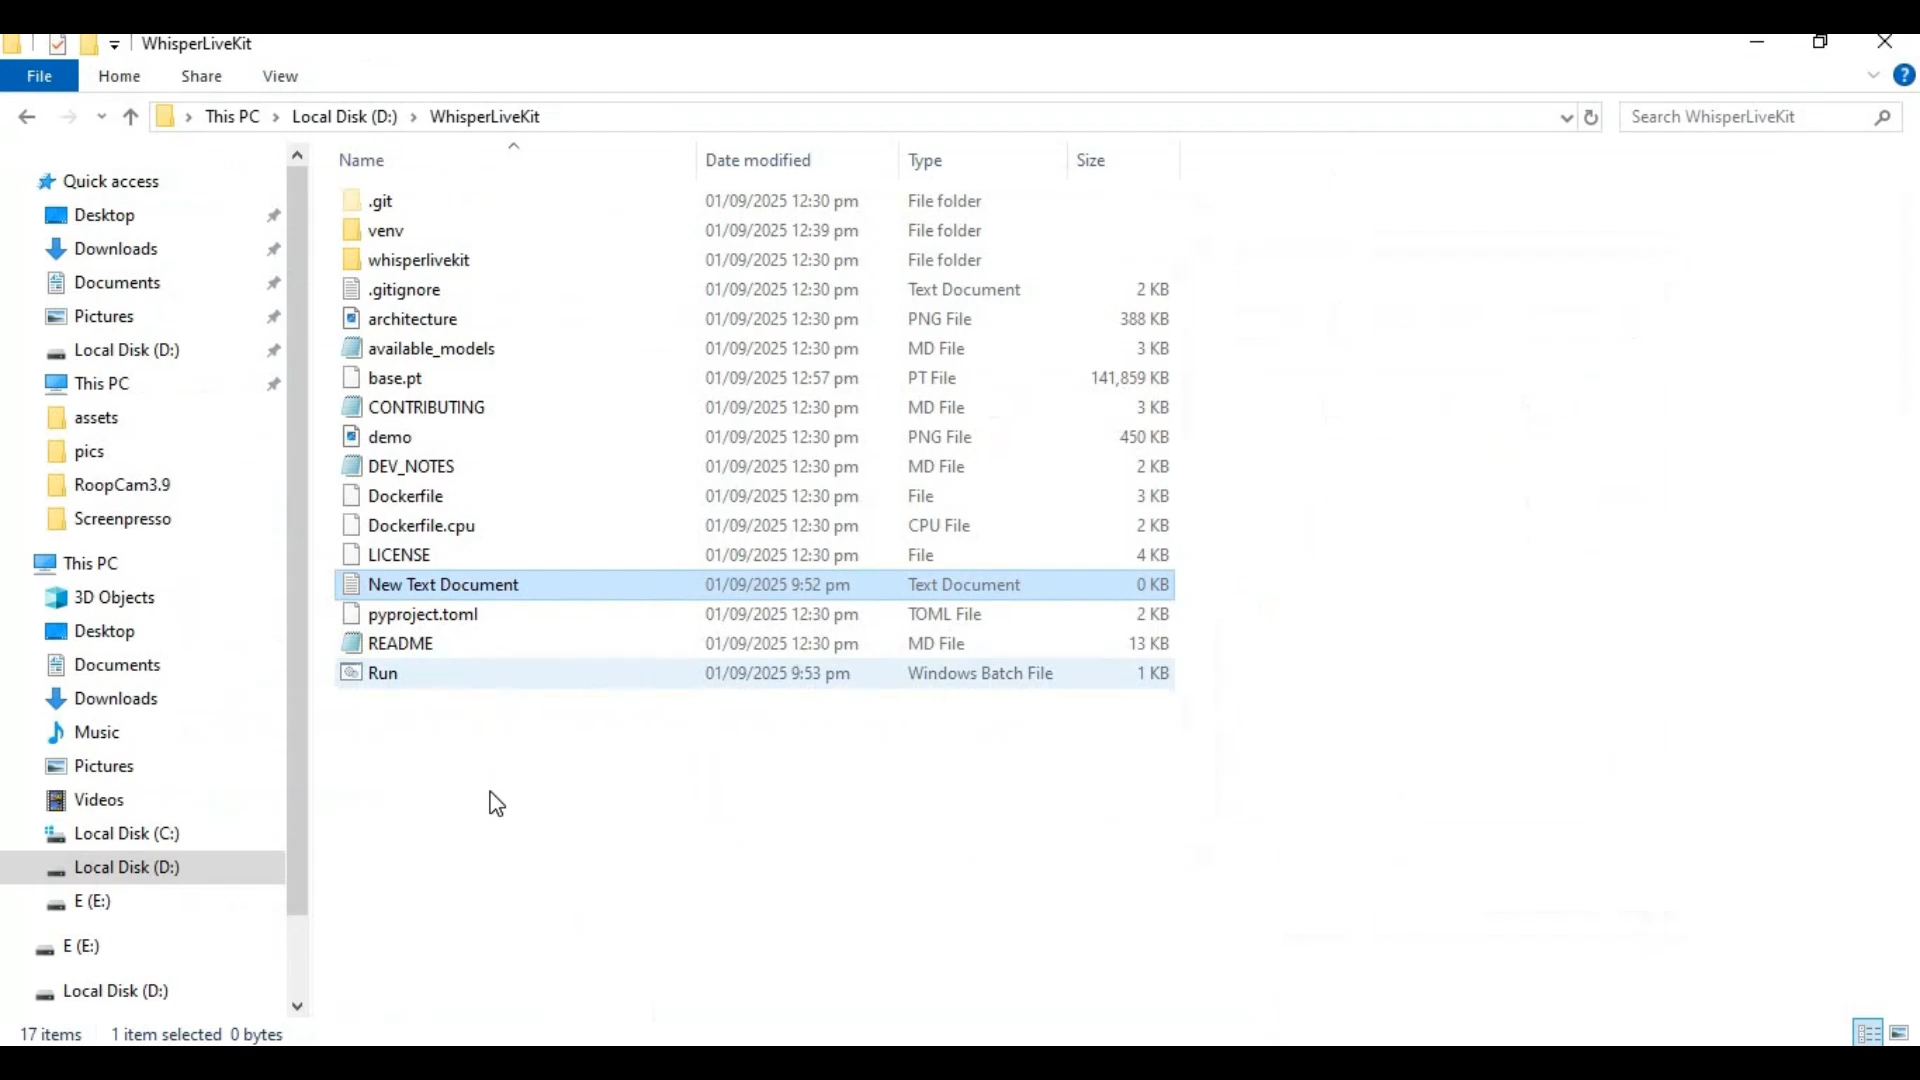 WhisperLiveKit
File Home Share View
This PC Local Disk (D:) WhisperLiveKit Search WhisperLiveKit
Quick access
Desktop
Downloads
Documents
Pictures
Local Disk (D:)
This PC
assets
pics
RoopCam3.9
Screenpresso
This PC
3D Objects
Desktop
Documents
Downloads
Music
Pictures
Videos
Local Disk (C:)
Local Disk (D:)
E (E:)
E (E:)
Local Disk (D:)
Name Date modified Type Size
.git 01/09/2025 12:30 pm File folder
venv 01/09/2025 12:39 pm File folder
whisperlivekit 01/09/2025 12:30 pm File folder
.gitignore 01/09/2025 12:30 pm Text Document 2 KB
architecture 01/09/2025 12:30 pm PNG File 388 KB
available_models 01/09/2025 12:30 pm MD File 3 KB
base.pt 01/09/2025 12:57 pm PT File 141,859 KB
CONTRIBUTING 01/09/2025 12:30 pm MD File 3 KB
demo 01/09/2025 12:30 pm PNG File 450 KB
DEV_NOTES 01/09/2025 12:30 pm MD File 2 KB
Dockerfile 01/09/2025 12:30 pm File 3 KB
Dockerfile.cpu 01/09/2025 12:30 pm CPU File 2 KB
LICENSE 01/09/2025 12:30 pm File 4 KB
New Text Document 01/09/2025 9:52 pm Text Document 0 KB
pyproject.toml 01/09/2025 12:30 pm TOML File 2 KB
README 01/09/2025 12:30 pm MD File 13 KB
Run 01/09/2025 9:53 pm Windows Batch File 1 KB
17 items 1 item selected 0 bytes